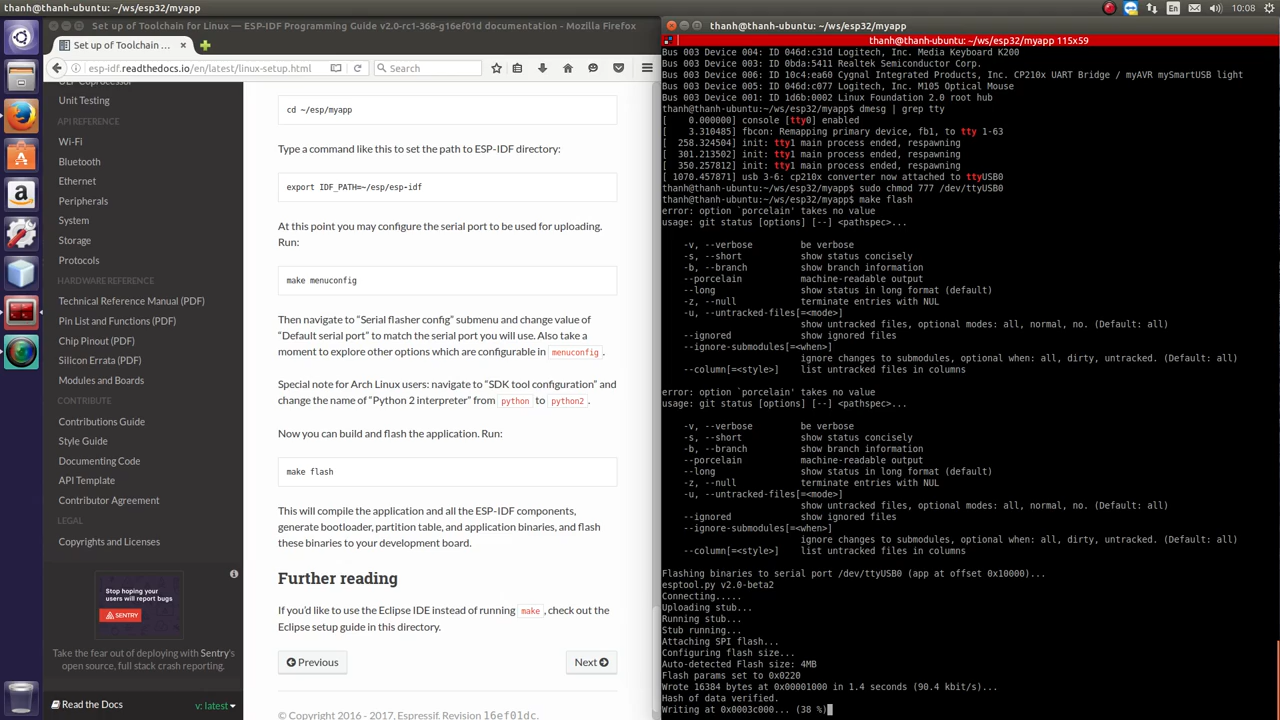 thanh@thanh-ubuntu: ~/ws/esp32/myapp
En
10:08
Set up of Toolchain for Linux — ESP-IDF Programming Guide v2.0-rc1-368-g16ef01d documentation - Mozilla Firefox
Set up of Toolchain ...
esp-idf.readthedocs.io/en/latest/linux-setup.html
Search
Unit Testing
API REFERENCE
Wi-Fi
Bluetooth
Ethernet
Peripherals
System
Storage
Protocols
HARDWARE REFERENCE
Technical Reference Manual (PDF)
Pin List and Functions (PDF)
Chip Pinout (PDF)
Silicon Errata (PDF)
Modules and Boards
CONTRIBUTE
Contributions Guide
Style Guide
Documenting Code
API Template
Contributor Agreement
LEGAL
Copyrights and Licenses
Stop hoping
your users
will report bugs
SENTRY
Take the fear out of deploying with Sentry's
open source, full stack crash reporting.
Read the Docs
v: latest
cd ~/esp/myapp
Type a command like this to set the path to ESP-IDF directory:
export IDF_PATH=~/esp/esp-idf
At this point you may configure the serial port to be used for uploading.
Run:
make menuconfig
Then navigate to “Serial flasher config” submenu and change value of
“Default serial port” to match the serial port you will use. Also take a
moment to explore other options which are configurable in menuconfig .
Special note for Arch Linux users: navigate to “SDK tool configuration” and
change the name of “Python 2 interpreter” from python to python2 .
Now you can build and flash the application. Run:
make flash
This will compile the application and all the ESP-IDF components,
generate bootloader, partition table, and application binaries, and flash
these binaries to your development board.
Further reading
If you’d like to use the Eclipse IDE instead of running make , check out the
Eclipse setup guide in this directory.
Previous
Next
© Copyright 2016 - 2017, Espressif. Revision 16ef01dc.
thanh@thanh-ubuntu: ~/ws/esp32/myapp
thanh@thanh-ubuntu: ~/ws/esp32/myapp 115x59
Bus 003 Device 004: ID 046d:c31d Logitech, Inc. Media Keyboard K200
Bus 003 Device 003: ID 0bda:5411 Realtek Semiconductor Corp.
Bus 003 Device 006: ID 10c4:ea60 Cygnal Integrated Products, Inc. CP210x UART Bridge / myAVR mySmartUSB light
Bus 003 Device 002: ID 046d:c077 Logitech, Inc. M105 Optical Mouse
Bus 003 Device 001: ID 1d6b:0002 Linux Foundation 2.0 root hub
thanh@thanh-ubuntu:~/ws/esp32/myapp$ dmesg | grep tty
[    0.000000] console [tty0] enabled
[    3.310485] fbcon: Remapping primary device, fb1, to tty 1-63
[  258.324504] init: tty1 main process ended, respawning
[  301.213502] init: tty1 main process ended, respawning
[  350.257812] init: tty1 main process ended, respawning
[ 1070.457871] usb 3-6: cp210x converter now attached to ttyUSB0
thanh@thanh-ubuntu:~/ws/esp32/myapp$ sudo chmod 777 /dev/ttyUSB0
thanh@thanh-ubuntu:~/ws/esp32/myapp$ make flash
error: option `porcelain' takes no value
usage: git status [options] [--] <pathspec>...
-v, --verbose         be verbose
-s, --short           show status concisely
-b, --branch          show branch information
--porcelain           machine-readable output
--long                show status in long format (default)
-z, --null            terminate entries with NUL
-u, --untracked-files[=<mode>]
show untracked files, optional modes: all, normal, no. (Default: all)
--ignored             show ignored files
--ignore-submodules[=<when>]
ignore changes to submodules, optional when: all, dirty, untracked. (Default: all)
--column[=<style>]    list untracked files in columns
error: option `porcelain' takes no value
usage: git status [options] [--] <pathspec>...
-v, --verbose         be verbose
-s, --short           show status concisely
-b, --branch          show branch information
--porcelain           machine-readable output
--long                show status in long format (default)
-z, --null            terminate entries with NUL
-u, --untracked-files[=<mode>]
show untracked files, optional modes: all, normal, no. (Default: all)
--ignored             show ignored files
--ignore-submodules[=<when>]
ignore changes to submodules, optional when: all, dirty, untracked. (Default: all)
--column[=<style>]    list untracked files in columns
Flashing binaries to serial port /dev/ttyUSB0 (app at offset 0x10000)...
esptool.py v2.0-beta2
Connecting.....
Uploading stub...
Running stub...
Stub running...
Attaching SPI flash...
Configuring flash size...
Auto-detected Flash size: 4MB
Flash params set to 0x0220
Wrote 16384 bytes at 0x00001000 in 1.4 seconds (90.4 kbit/s)...
Hash of data verified.
Writing at 0x0003c000... (38 %)